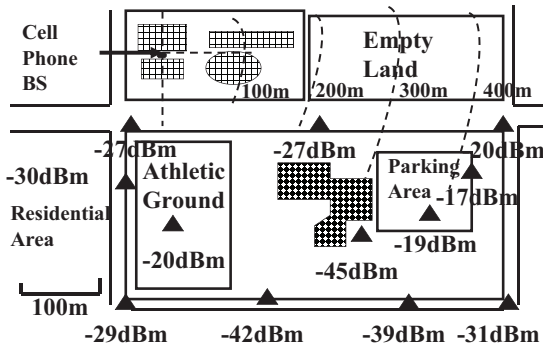 Cell
Phone
BS
Empty
Land
100m
200m
300m
400m
-27dBm
-27dBm
-20dBm
-30dBm
Athletic
Ground
Parking
Area
-17dBm
Residential
Area
-20dBm
-19dBm
-45dBm
100m
-29dBm
-42dBm
-39dBm
-31dBm